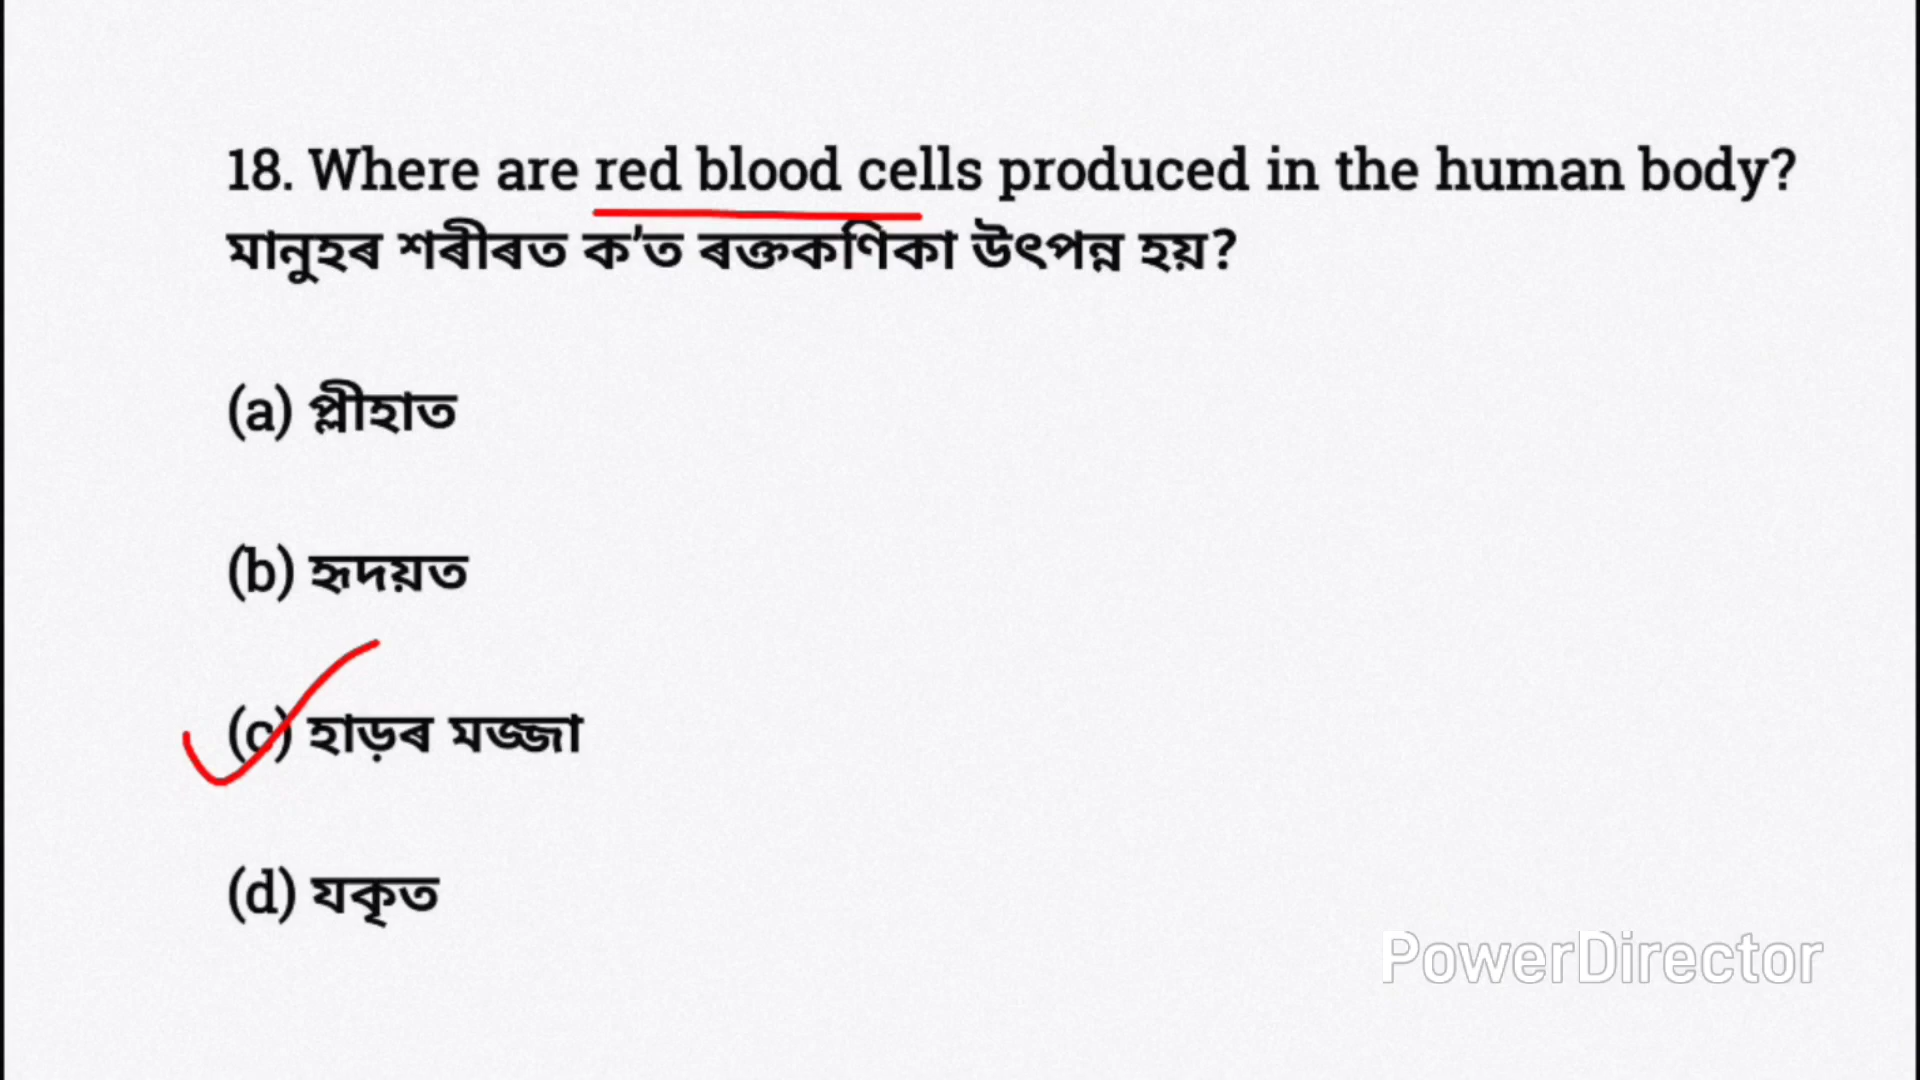 18. Where are red blood cells produced in the human body?
মানুহৰ শৰীৰত ক'ত ৰক্তকণিকা উৎপন্ন হয়?
(a) প্লীহাত
(b) হৃদয়ত
(c) হাড়ৰ মজ্জা
(d) যকৃত
PowerDirector